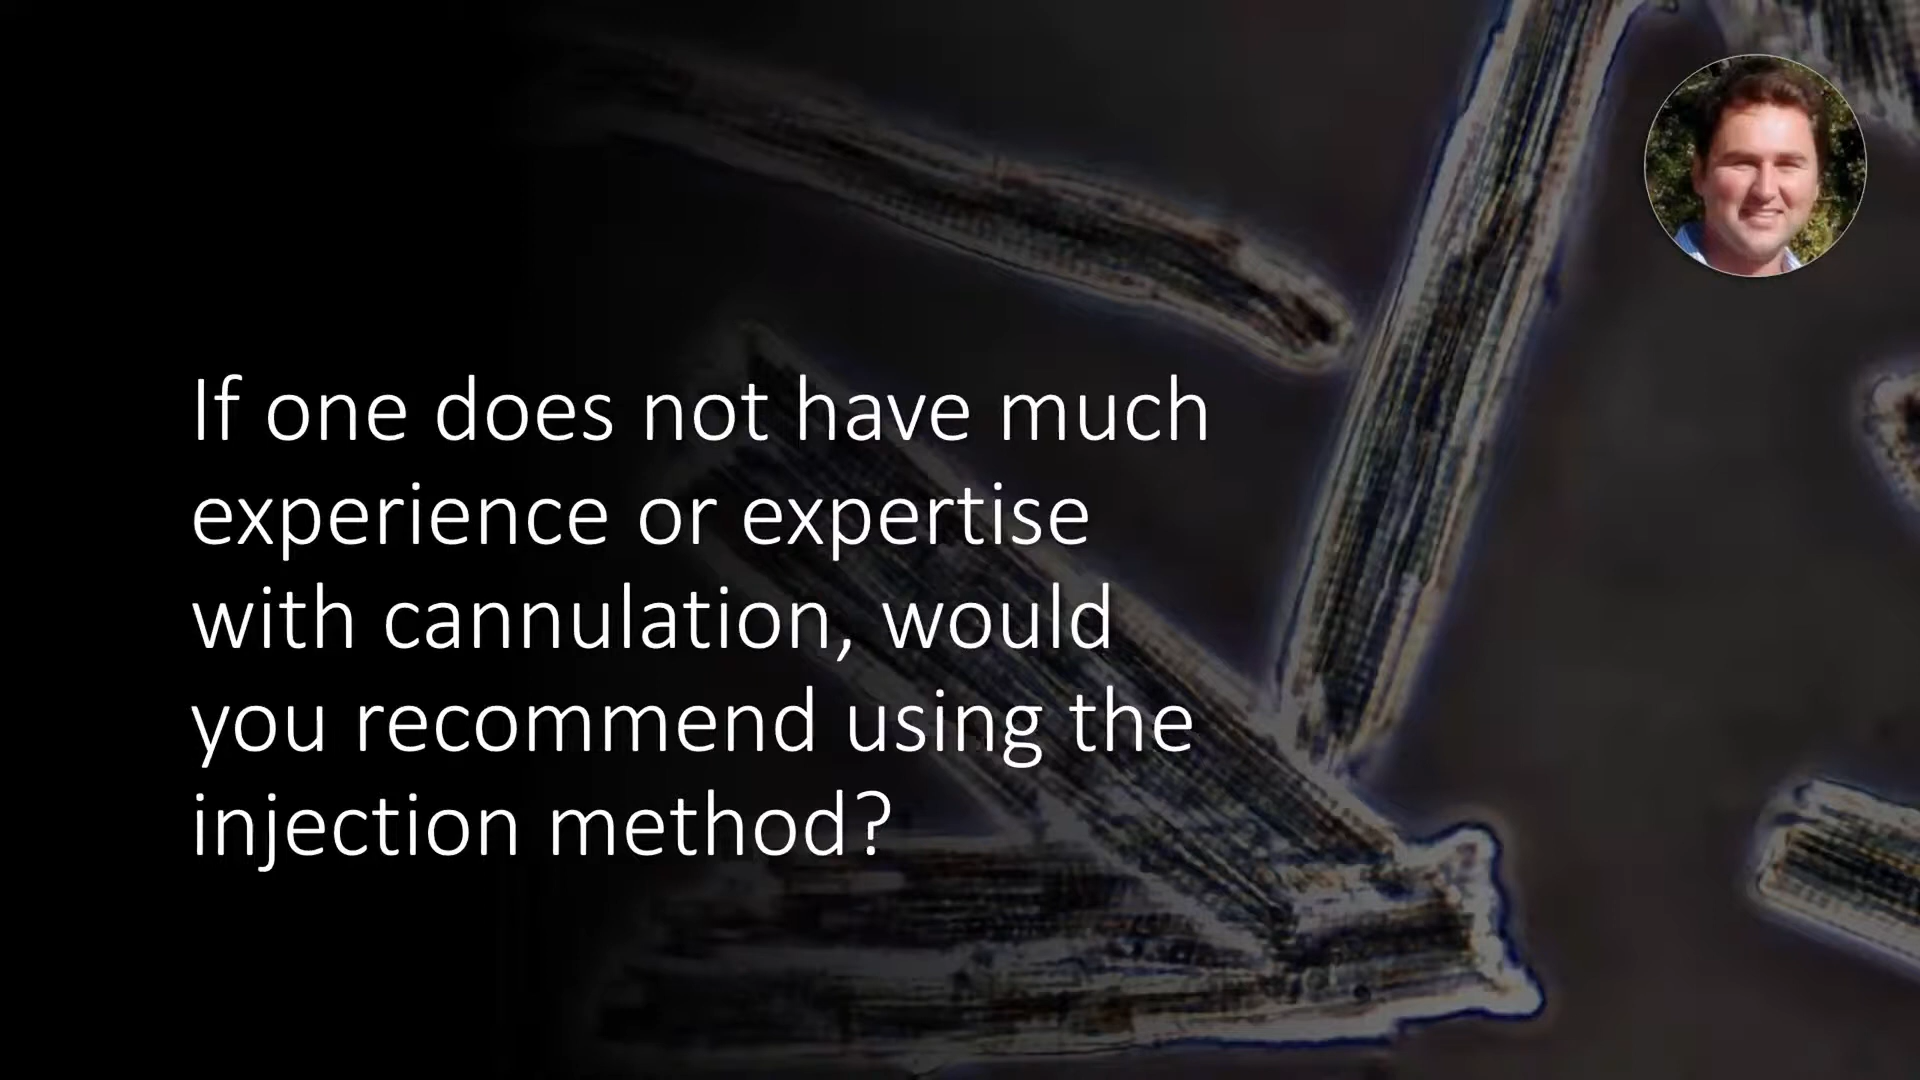 If one does not have much
experience or expertise
with cannulation, would
you recommend using the
injection method?